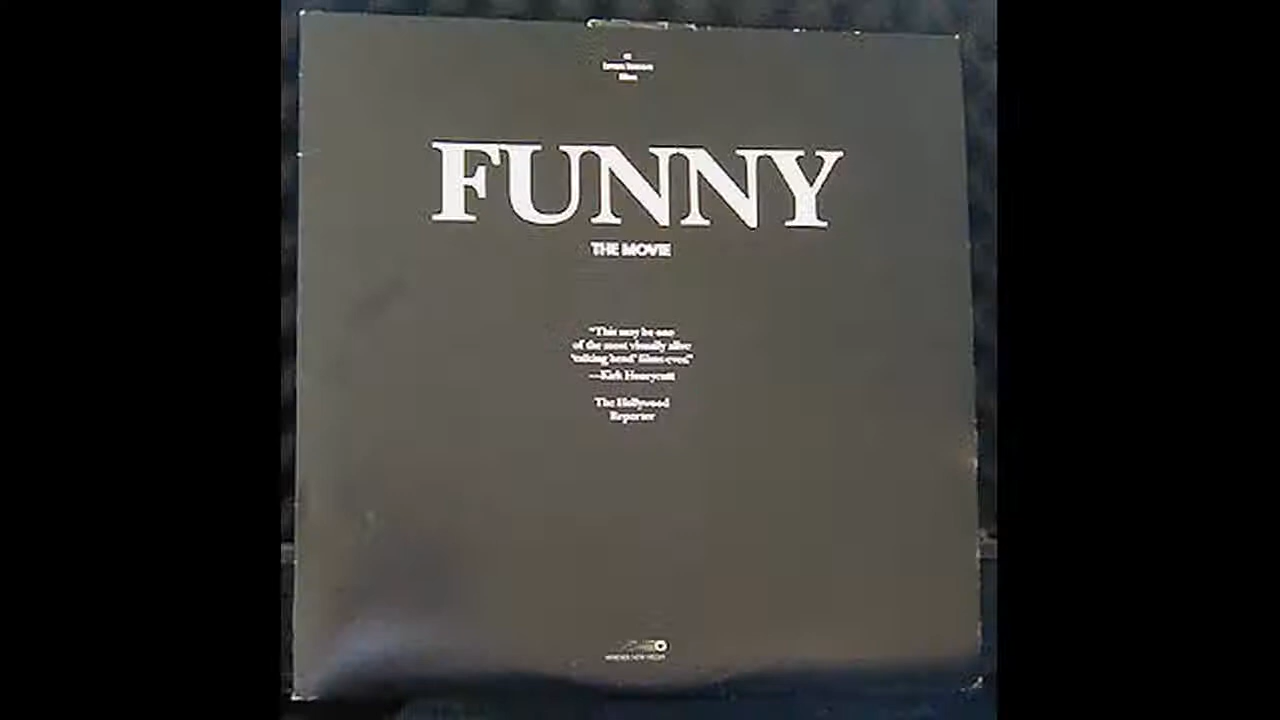 a
film
FUNNY
THE MOVIE
"This may be one
of the most visually alive
'talking head' films ever."
—Kirk Honeycutt
The Hollywood
Reporter